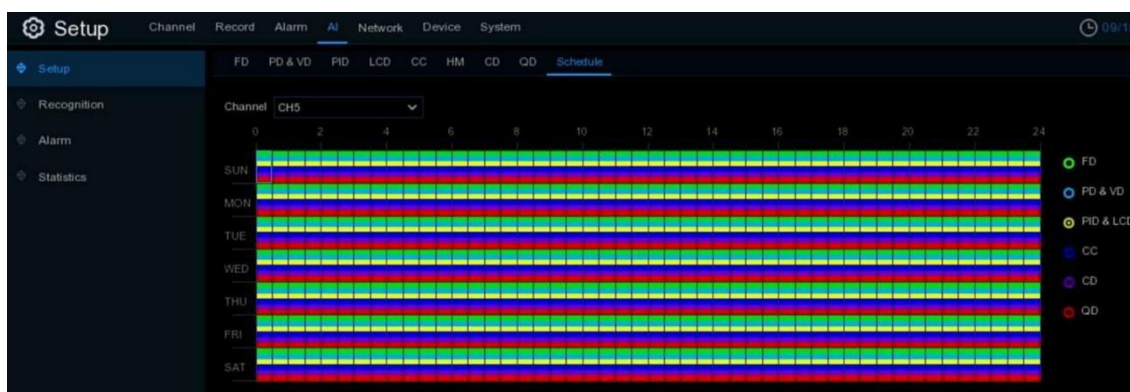 Setup Channel Record Alarm AI Network Device System 09/1
Setup FD PD & VD PID LCD CC HM CD QD Schedule
Recognition
Alarm
Statistics
Channel CH5
0 2 4 6 8 10 12 14 16 18 20 22 24
SUN
MON
TUE
WED
THU
FRI
SAT
FD
PD & VD
PID & LCD
CC
CD
QD